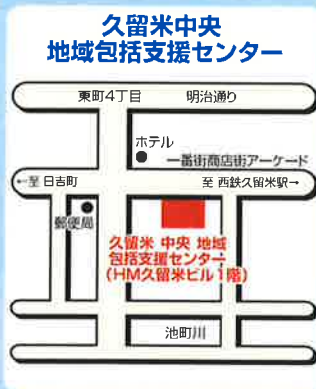 久留米中央
地域包括支援センター
東町4丁目 明治通り
ホテル
一番街商店街アーケード
←至 日吉町 至 西鉄久留米駅→
郵便局
久留米 中央 地域
包括支援センター
(HM久留米ビル1階)
池町川